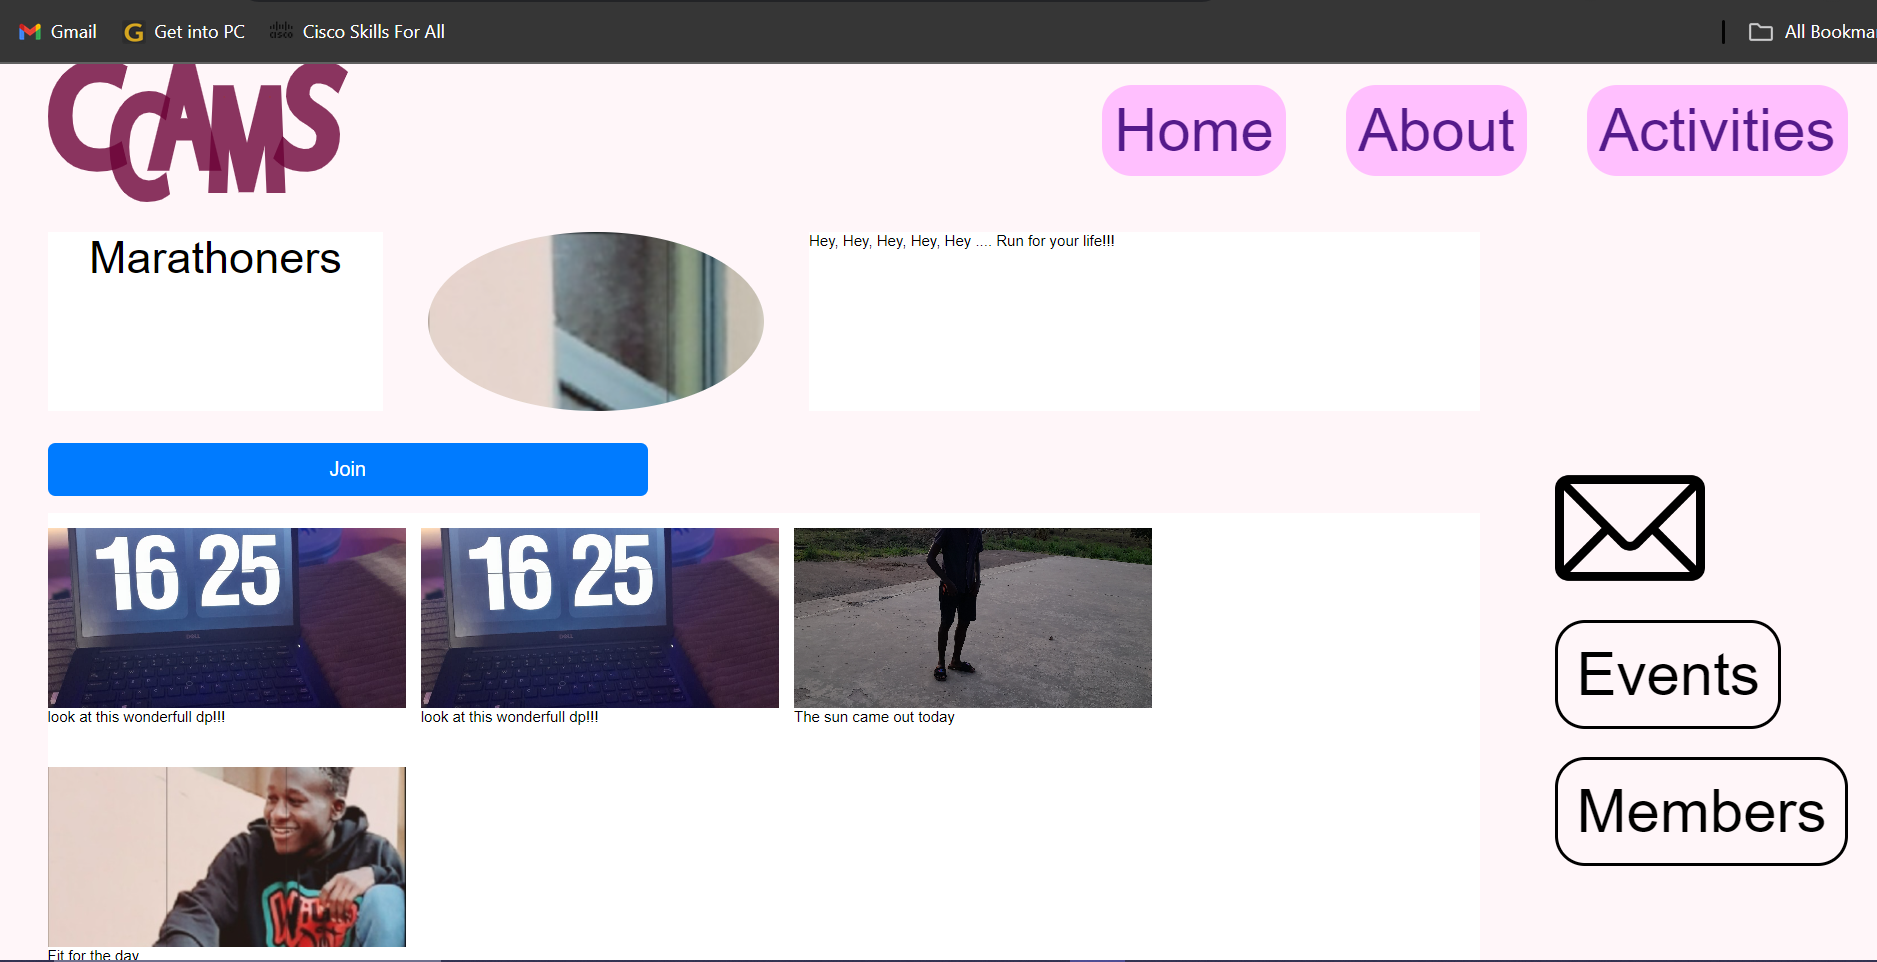 Gmail Get into PC Cisco Skills For All All Bookma
CCAMS
Home About Activities
Marathoners
Hey, Hey, Hey, Hey, Hey .... Run for your life!!!
Join
16 25
16 25
look at this wonderfull dp!!!
look at this wonderfull dp!!!
The sun came out today
Events
Members
Fit for the day